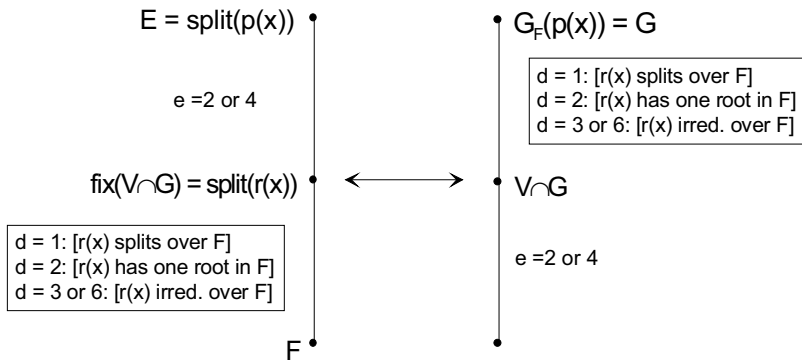 E = split(p(x))
e =2 or 4
fix(V∩G) = split(r(x))
d = 1: [r(x) splits over F]
d = 2: [r(x) has one root in F]
d = 3 or 6: [r(x) irred. over F]
F
G_F(p(x)) = G
d = 1: [r(x) splits over F]
d = 2: [r(x) has one root in F]
d = 3 or 6: [r(x) irred. over F]
V∩G
e =2 or 4